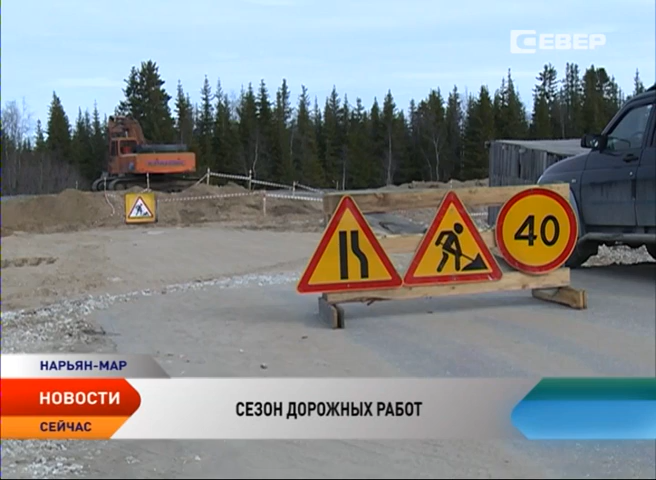 СЕВЕР
40
НАРЬЯН-МАР
НОВОСТИ
СЕЙЧАС
СЕЗОН ДОРОЖНЫХ РАБОТ